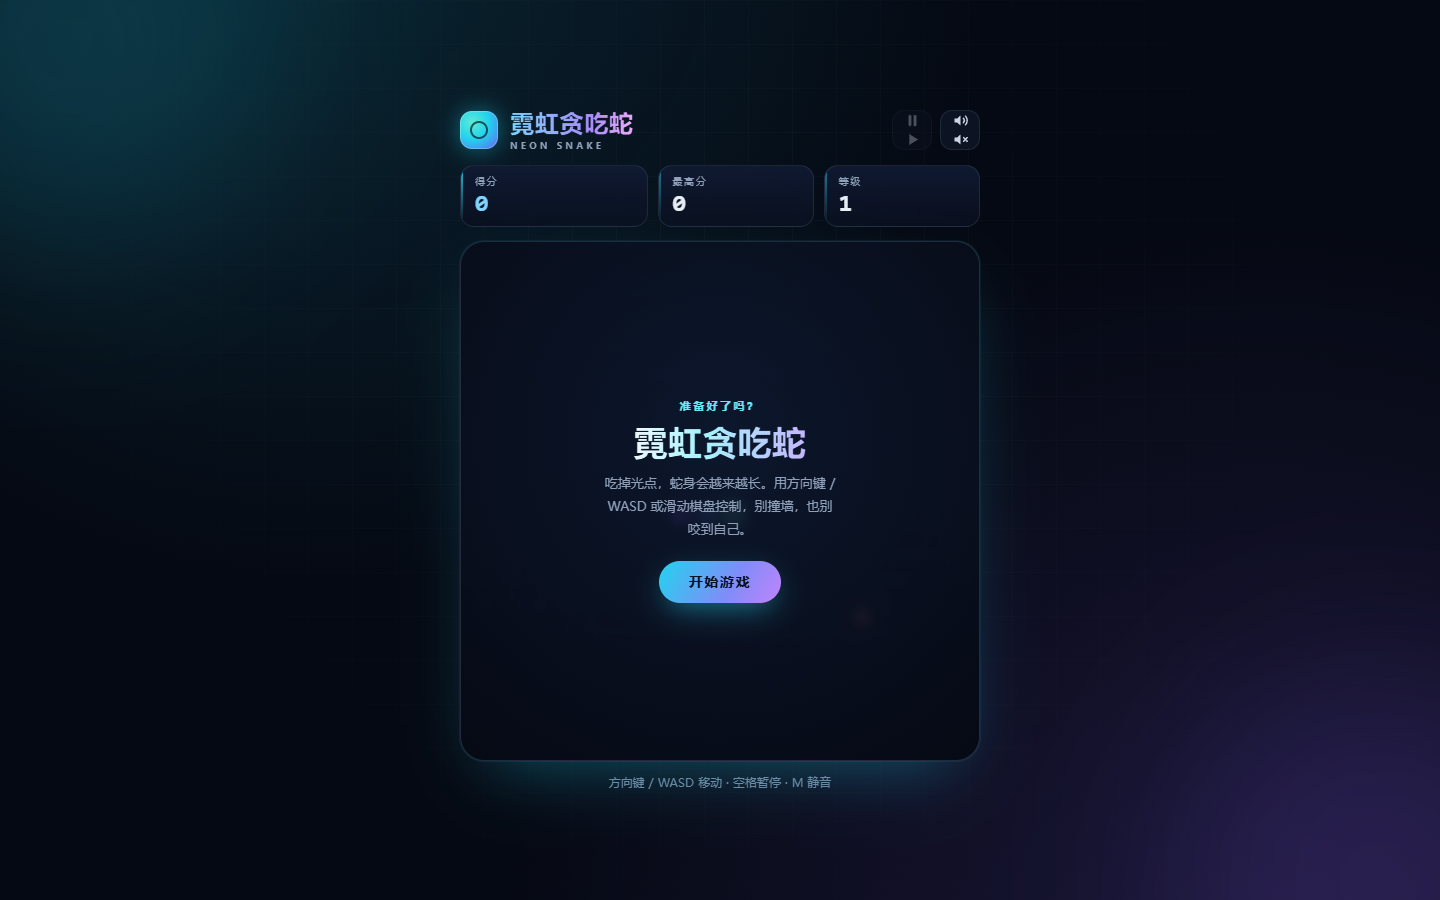 霓虹贪吃蛇
NEON SNAKE
得分
0
最高分
0
等级
1
准备好了吗?
霓虹贪吃蛇
吃掉光点，蛇身会越来越长。用方向键 /
WASD 或滑动棋盘控制，别撞墙，也别
咬到自己。
开始游戏
方向键 / WASD 移动 · 空格暂停 · M 静音